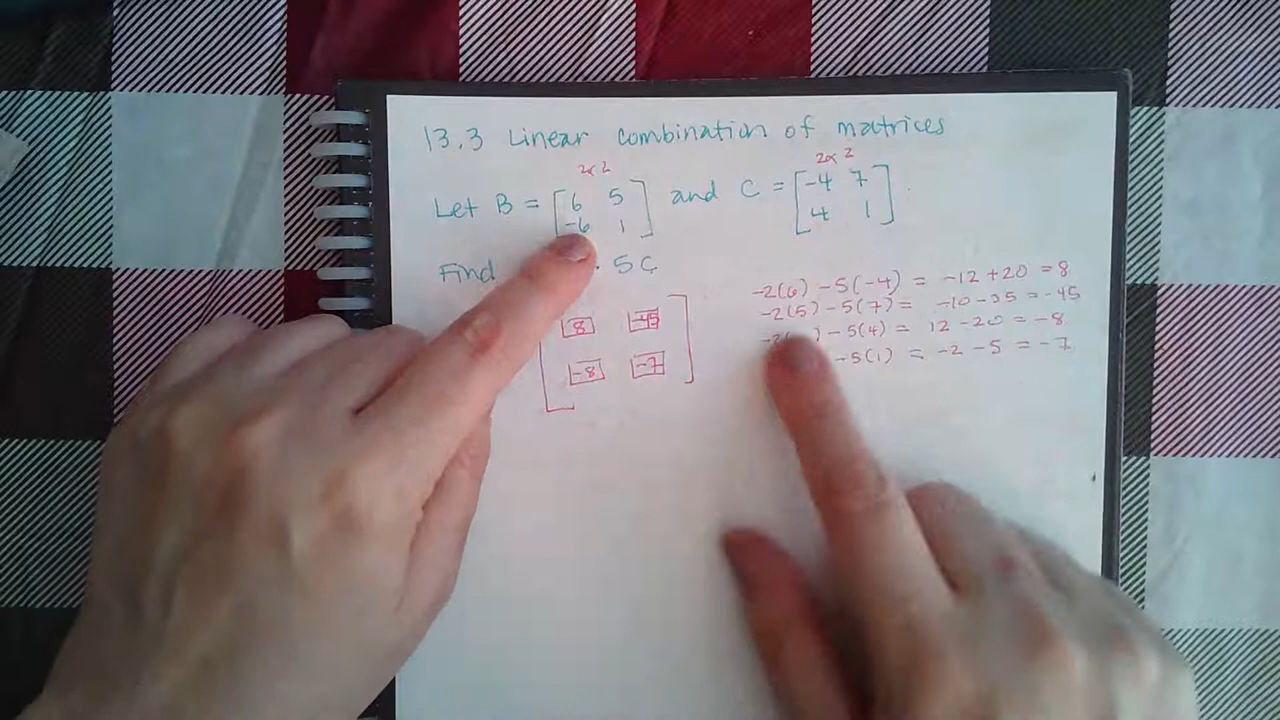 13.3 Linear combination of matrices
2x2 2x2
Let B = [6 5 and C = [-4 7
-6 1] 4 1].
Find 5C
-2(6) -5(-4) = -12 +20 = 8
-2(5) -5(7) = -10 -35 = -45
-2( ) -5(4) = 12 -20 = -8
-5(1) = -2 -5 = -7
8 -45
-8 -7